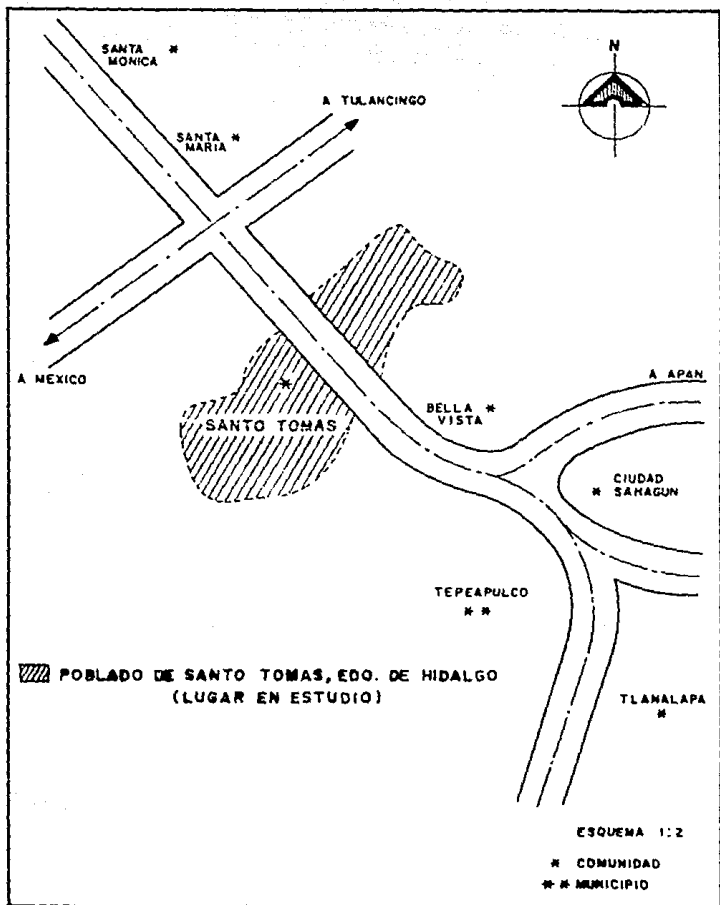 SANTA *
MONICA
N
A TULANCINGO
SANTA *
MARIA
A MEXICO
*
SANTO TOMAS
A APAN
BELLA *
VISTA
* CIUDAD
SAHAGUN
TEPEAPULCO
* *
POBLADO DE SANTO TOMAS, EDO. DE HIDALGO
(LUGAR EN ESTUDIO)
TLANALAPA
*
ESQUEMA 1:2
* COMUNIDAD
* * MUNICIPIO